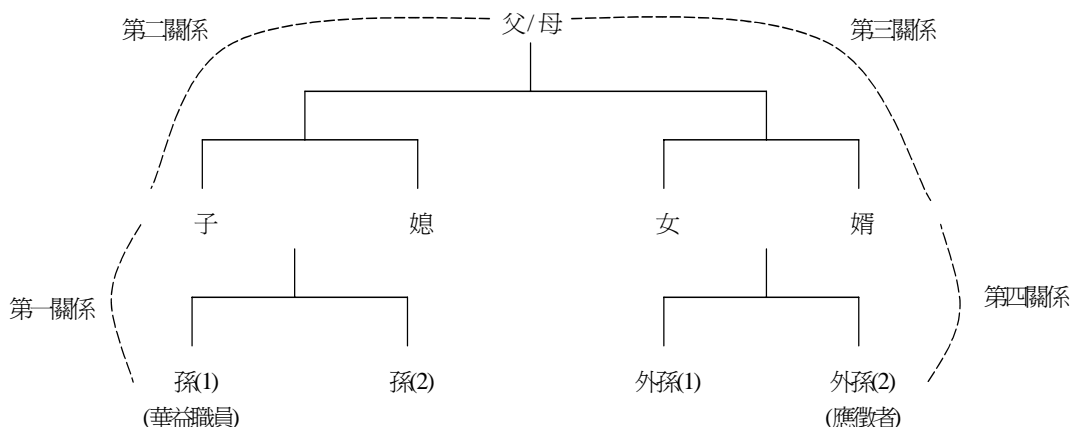 第二關係
父/母
第三關係
子
媳
女
婿
第一關係
第四關係
孫(1)
孫(2)
外孫(1)
外孫(2)
(華益職員)
(應徵者)